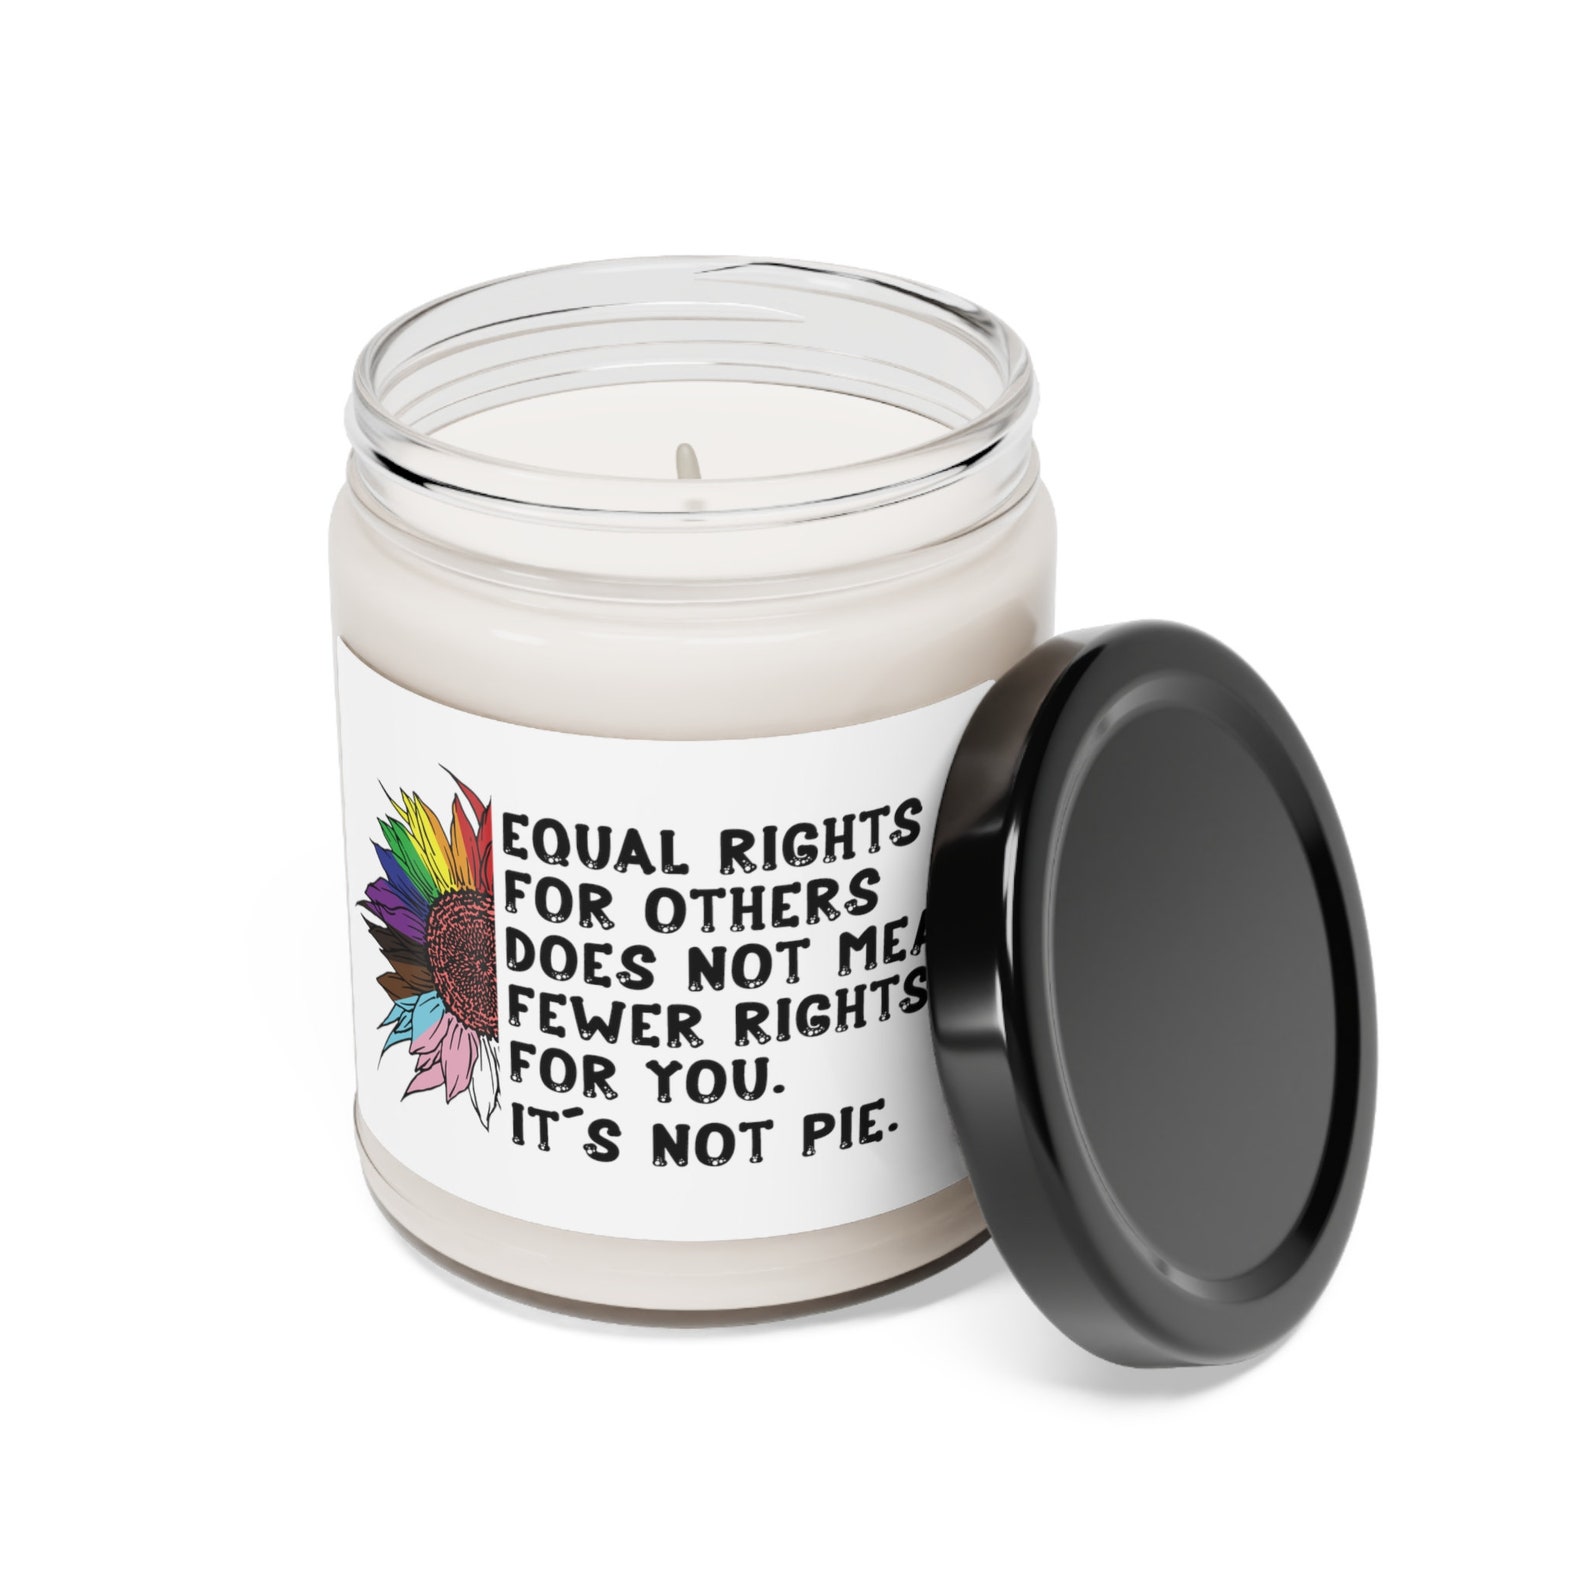 EQUAL RIGHTS
FOR OTHERS
DOES NOT MEA
FEWER RIGHTS
FOR YOU.
IT´S NOT PIE.